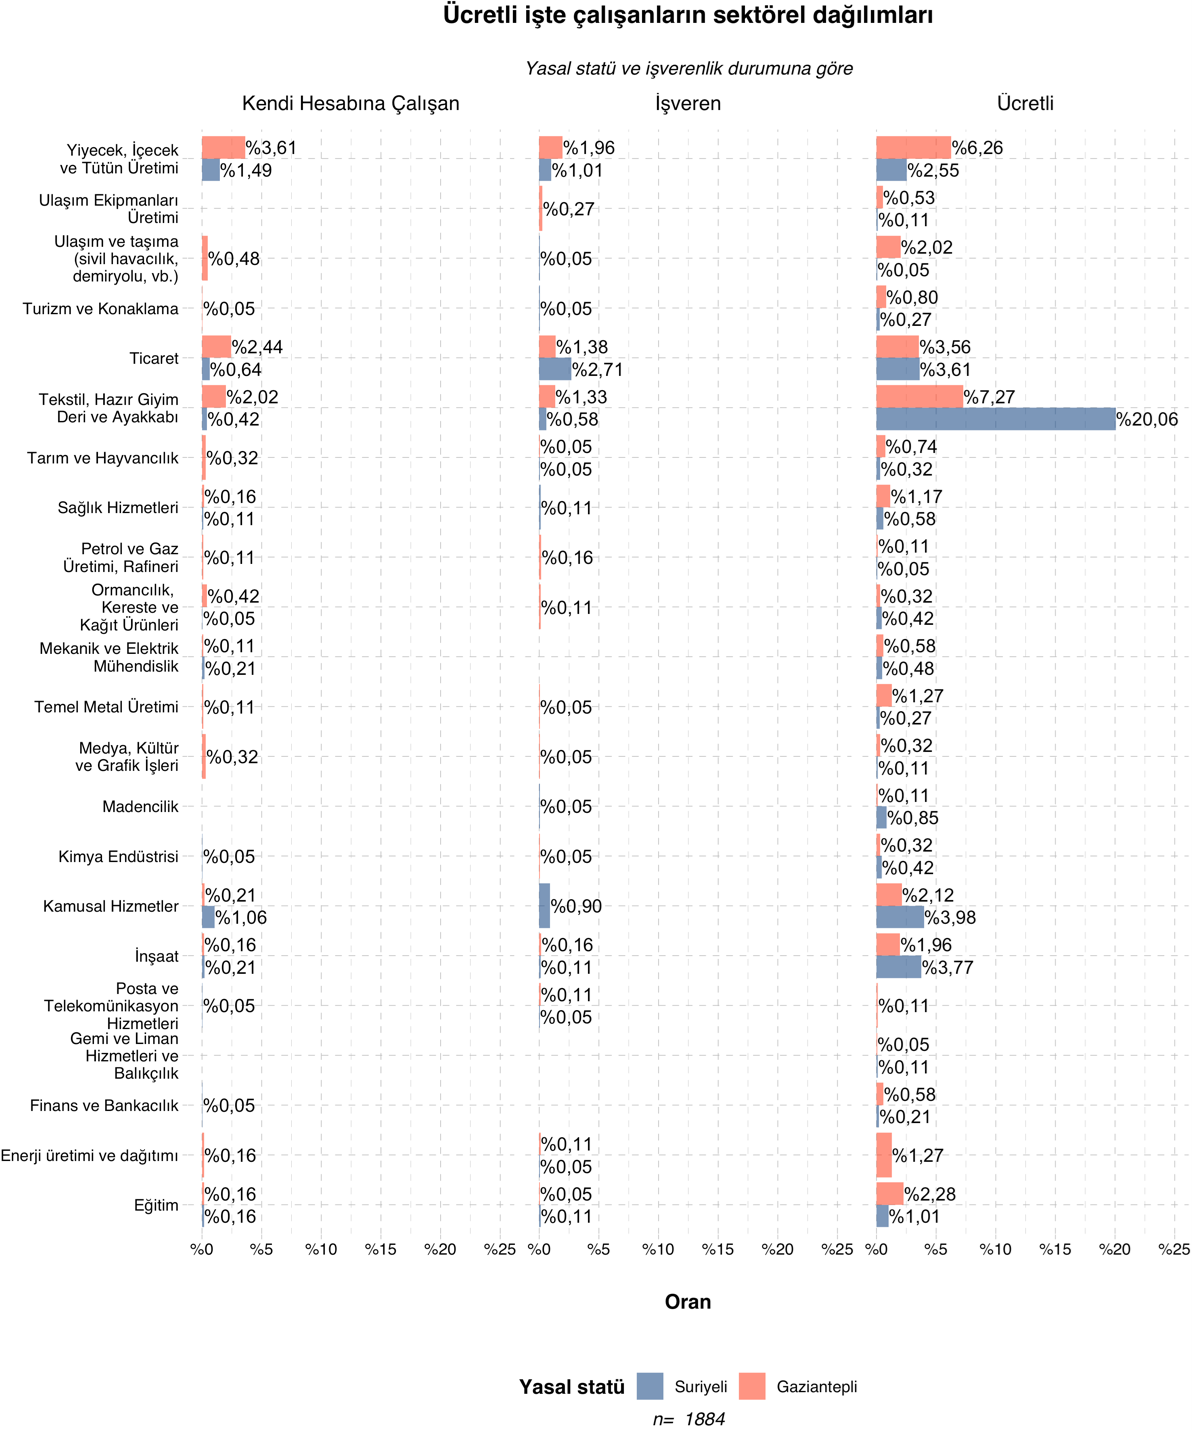 Ücretli işte çalışanların sektörel dağılımları
Yasal statü ve işverenlik durumuna göre
Kendi Hesabına Çalışan İşveren Ücretli
Yiyecek, İçecek
ve Tütün Üretimi
%3,61 %1,96 %6,26
%1,49 %1,01 %2,55
Ulaşım Ekipmanları
Üretimi
%0,27 %0,53
%0,11
Ulaşım ve taşıma
(sivil havacılık,
demiryolu, vb.)
%0,48 %0,05 %2,02
%0,05
Turizm ve Konaklama
%0,05 %0,05 %0,80
%0,27
Ticaret
%2,44 %1,38 %3,56
%0,64 %2,71 %3,61
Tekstil, Hazır Giyim
Deri ve Ayakkabı
%2,02 %1,33 %7,27
%0,42 %0,58 %20,06
Tarım ve Hayvancılık
%0,32 %0,05 %0,74
%0,05 %0,32
Sağlık Hizmetleri
%0,16 %0,11 %1,17
%0,11 %0,58
Petrol ve Gaz
Üretimi, Rafineri
%0,11 %0,16 %0,11
%0,05
Ormancılık,
Kereste ve
Kağıt Ürünleri
%0,42 %0,11 %0,32
%0,05 %0,42
Mekanik ve Elektrik
Mühendislik
%0,11 %0,58
%0,21 %0,48
Temel Metal Üretimi
%0,11 %0,05 %1,27
%0,27
Medya, Kültür
ve Grafik İşleri
%0,32 %0,05 %0,32
%0,11
Madencilik
%0,05 %0,11
%0,85
Kimya Endüstrisi
%0,05 %0,05 %0,32
%0,42
Kamusal Hizmetler
%0,21 %0,90 %2,12
%1,06 %3,98
İnşaat
%0,16 %0,16 %1,96
%0,21 %0,11 %3,77
Posta ve
Telekomünikasyon
Hizmetleri
%0,05 %0,11 %0,11
%0,05
Gemi ve Liman
Hizmetleri ve
Balıkçılık
%0,05
%0,11
Finans ve Bankacılık
%0,05 %0,58
%0,21
Enerji üretimi ve dağıtımı
%0,16 %0,11 %1,27
%0,05
Eğitim
%0,16 %0,05 %2,28
%0,16 %0,11 %1,01
%0 %5 %10 %15 %20 %25 %0 %5 %10 %15 %20 %25 %0 %5 %10 %15 %20 %25
Oran
Yasal statü Suriyeli Gaziantepli
n= 1884